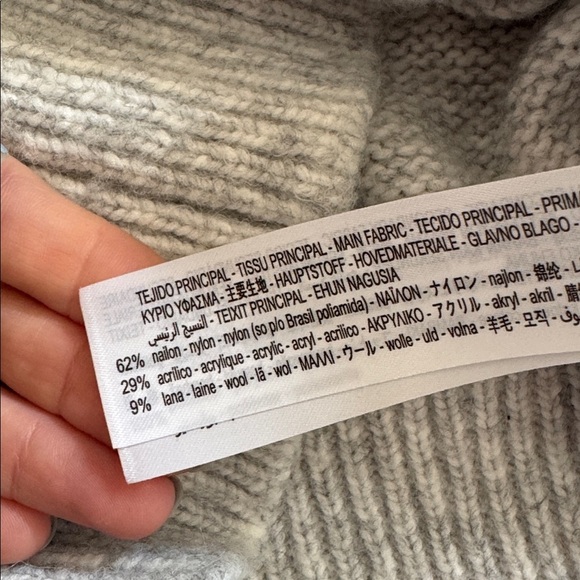 TEJIDO PRINCIPAL - TISSU PRINCIPAL - MAIN FABRIC - TECIDO PRINCIPAL - PRIMA
ΚΥΡΙΟ ΥΦΑΣΜΑ - 主要生地 - HAUPTSTOFF - HOVEDMATERIALE - GLAVNO BLAGO -
النسيج الرئيسي - TEIXIT PRINCIPAL - EHUN NAGUSIA
62% nailon - nylon - nylon (so p/o Brasil poliamida) - ΝΑΪΛΟΝ - ナイロン - najlon - 锦纶 - L
29% acrílico - acrylique - acrylic - acryl - acrilico - ΑΚΡΥΛΙΚΟ - アクリル - akryl - akril - 腈
9% lana - laine - wool - lã - wol - ΜΑΛΛΙ - ウール - wolle - uld - volna - 羊毛 - 모직 -